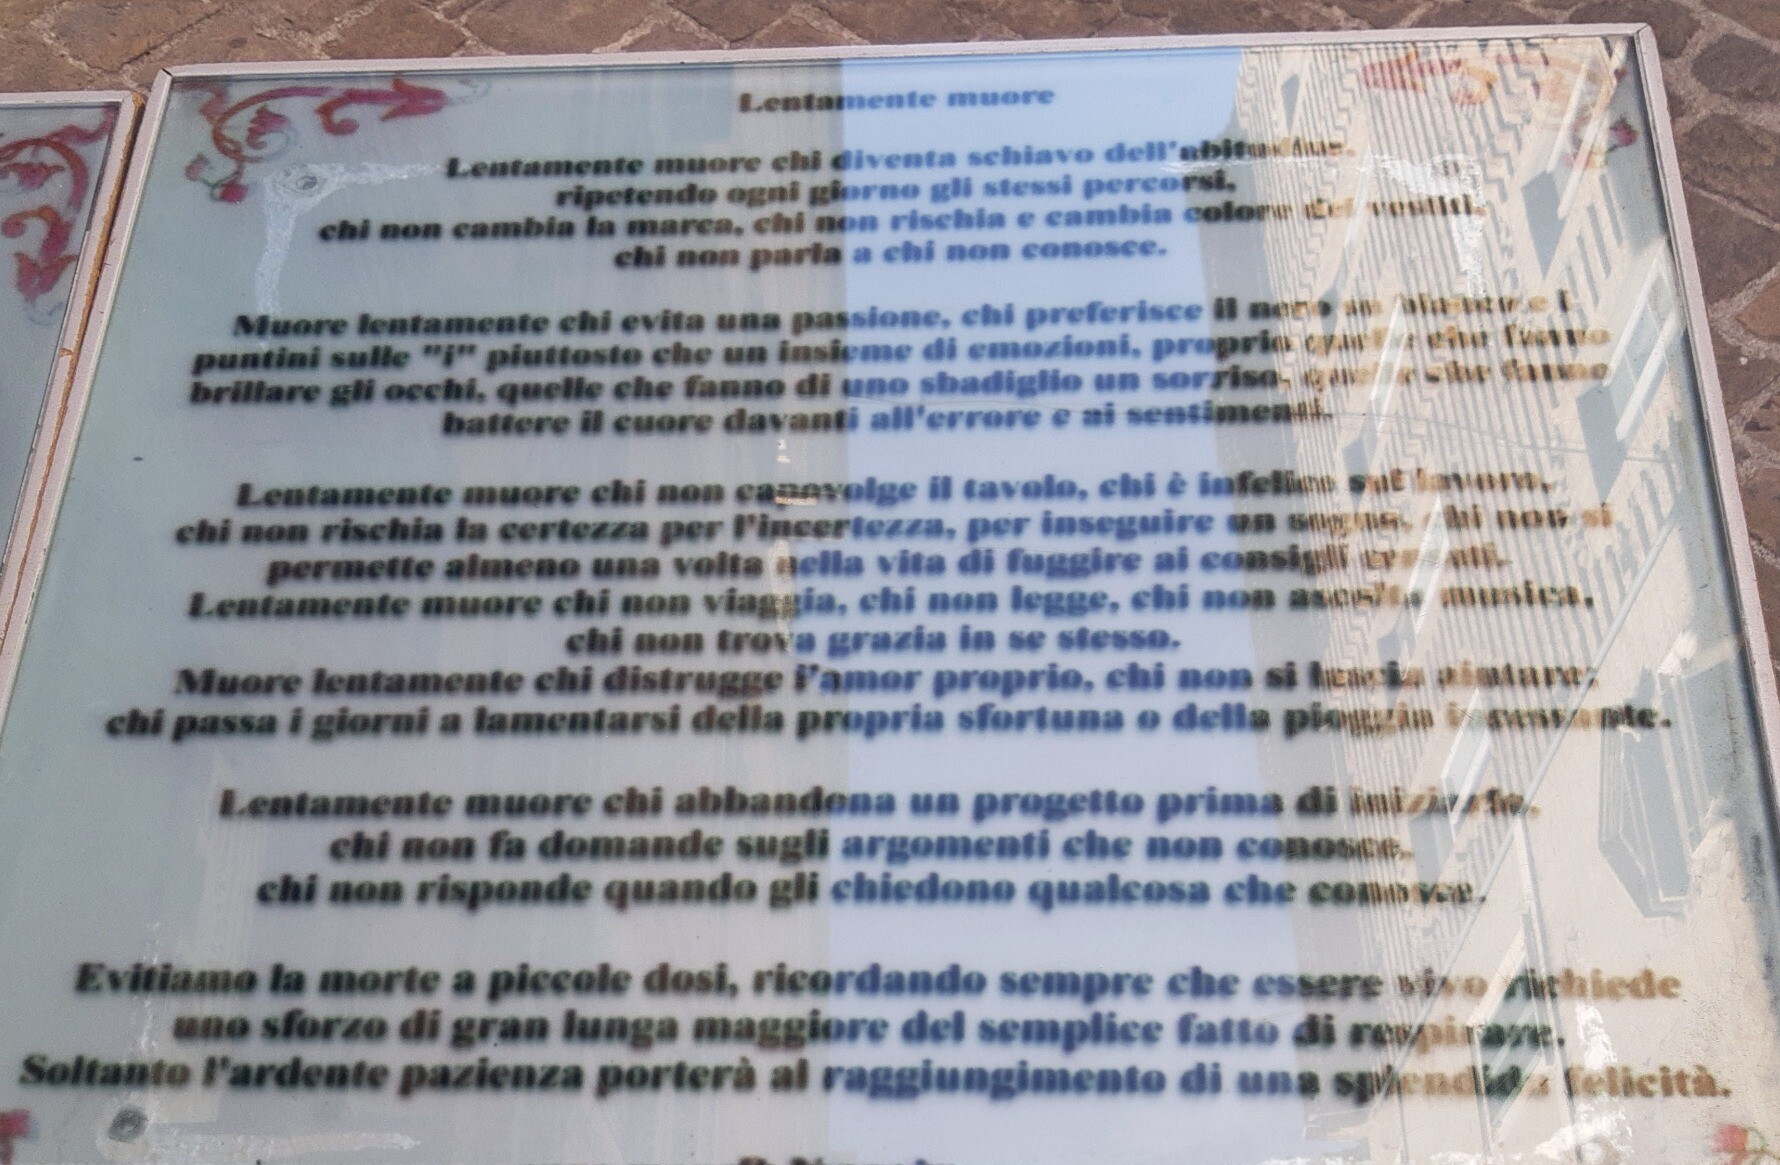 Lentamente muore
Lentamente muore chi diventa schiavo dell'abitudine,
ripetendo ogni giorno gli stessi percorsi,
chi non cambia la marca, chi non rischia e cambia colore dei vestiti,
chi non parla a chi non conosce.
Muore lentamente chi evita una passione, chi preferisce il nero su bianco e i
puntini sulle "i" piuttosto che un insieme di emozioni, proprio quelle che fanno
brillare gli occhi, quelle che fanno di uno sbadiglio un sorriso, quelle che fanno
battere il cuore davanti all'errore e ai sentimenti.
Lentamente muore chi non capovolge il tavolo, chi è infelice sul lavoro,
chi non rischia la certezza per l'incertezza, per inseguire un sogno, chi non si
permette almeno una volta nella vita di fuggire ai consigli sensati.
Lentamente muore chi non viaggia, chi non legge, chi non ascolta musica,
chi non trova grazia in se stesso.
Muore lentamente chi distrugge l'amor proprio, chi non si lascia aiutare;
chi passa i giorni a lamentarsi della propria sfortuna o della pioggia incessante.
Lentamente muore chi abbandona un progetto prima di iniziarlo,
chi non fa domande sugli argomenti che non conosce,
chi non risponde quando gli chiedono qualcosa che conosce.
Evitiamo la morte a piccole dosi, ricordando sempre che essere vivo richiede
uno sforzo di gran lunga maggiore del semplice fatto di respirare.
Soltanto l'ardente pazienza porterà al raggiungimento di una splendida felicità.